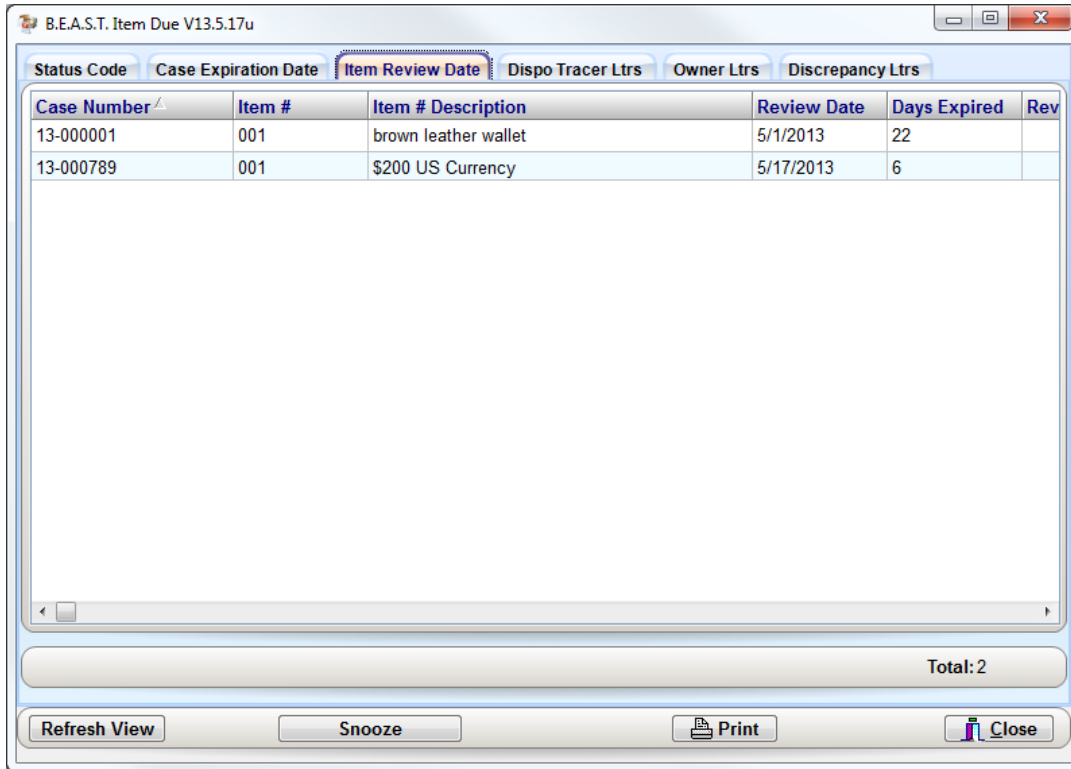 B.E.A.S.T. Item Due V13.5.17u
Status Code Case Expiration Date Item Review Date Dispo Tracer Ltrs Owner Ltrs Discrepancy Ltrs
Case Number Item # Item # Description Review Date Days Expired Rev
13-000001 001 brown leather wallet 5/1/2013 22
13-000789 001 $200 US Currency 5/17/2013 6
Total: 2
Refresh View Snooze Print Close